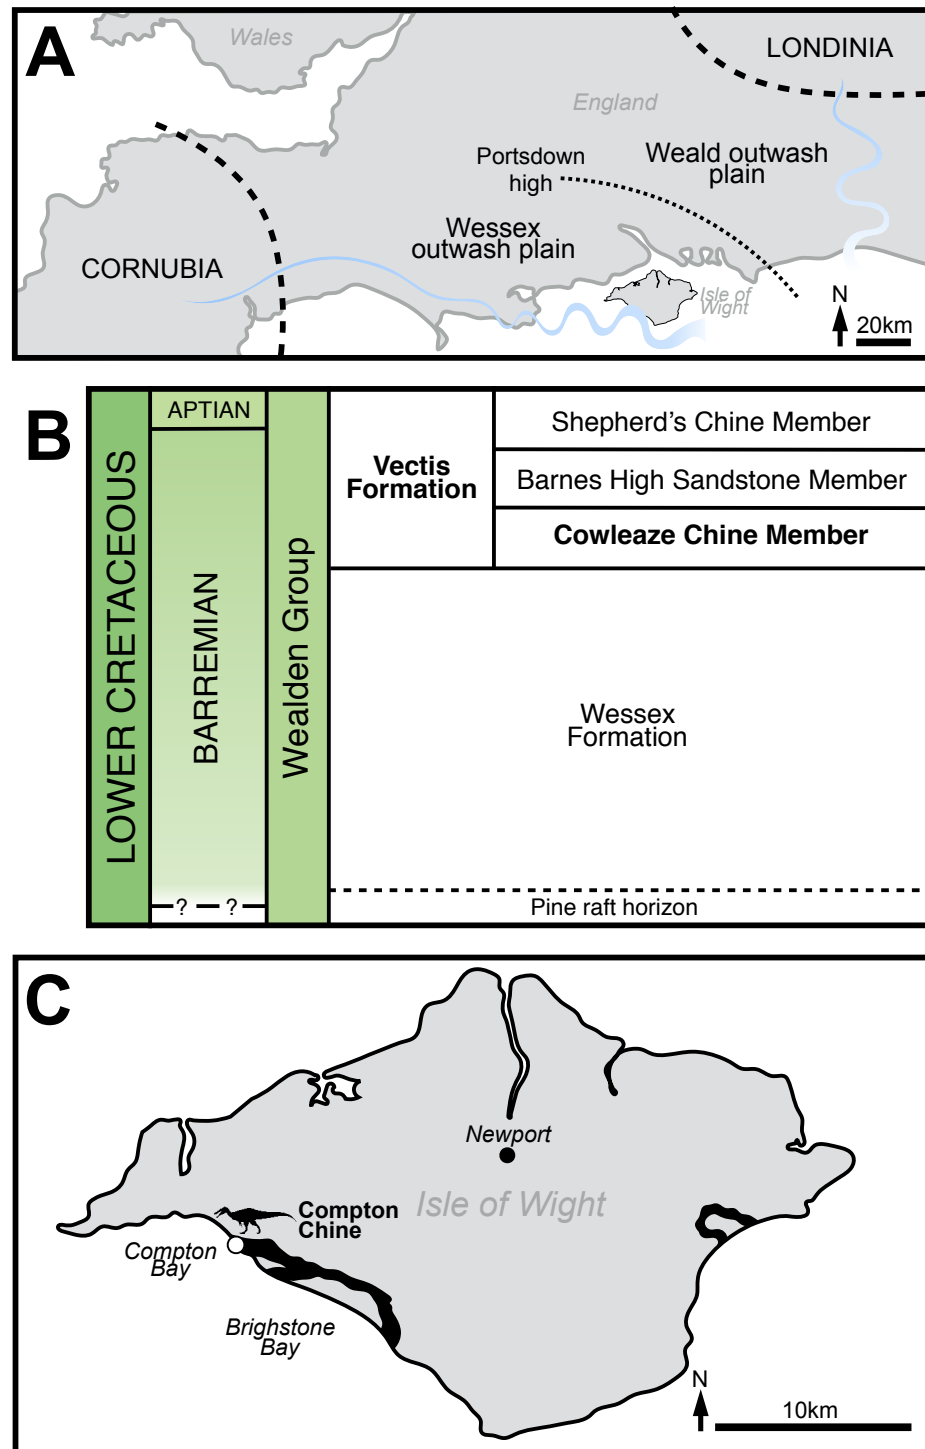 A
Wales
LONDINIA
England
Portsdown
high
Weald outwash
plain
Wessex
outwash plain
CORNUBIA
Isle of
Wight
N
20km
B
LOWER CRETACEOUS
APTIAN
BARREMIAN
? ?
Wealden Group
Vectis
Formation
Shepherd's Chine Member
Barnes High Sandstone Member
Cowleaze Chine Member
Wessex
Formation
Pine raft horizon
C
Newport
Isle of Wight
Compton
Chine
Compton
Bay
Brighstone
Bay
N
10km